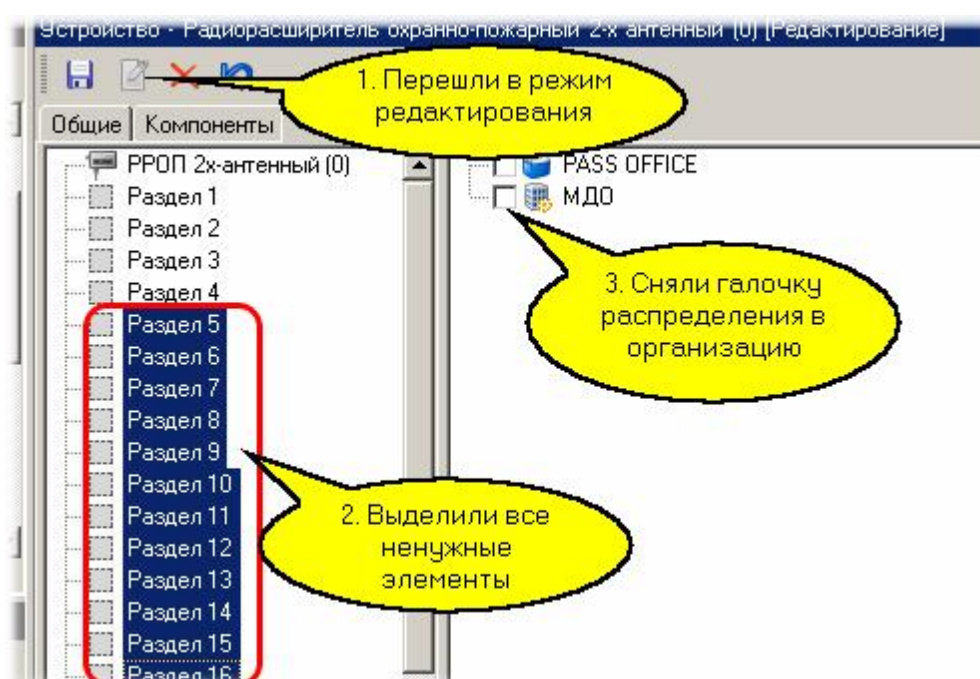 Устройство - Радиорасширитель охранно-пожарный 2-х антенный (0) [Редактирование]
1. Перешли в режим
редактирования
Общие
Компоненты
РРОП 2х-антенный (0)
Раздел 1
Раздел 2
Раздел 3
Раздел 4
Раздел 5
Раздел 6
Раздел 7
Раздел 8
Раздел 9
Раздел 10
Раздел 11
Раздел 12
Раздел 13
Раздел 14
Раздел 15
Раздел 16
PASS OFFICE
МДО
3. Сняли галочку
распределения в
организацию
2. Выделили все
ненужные
элементы